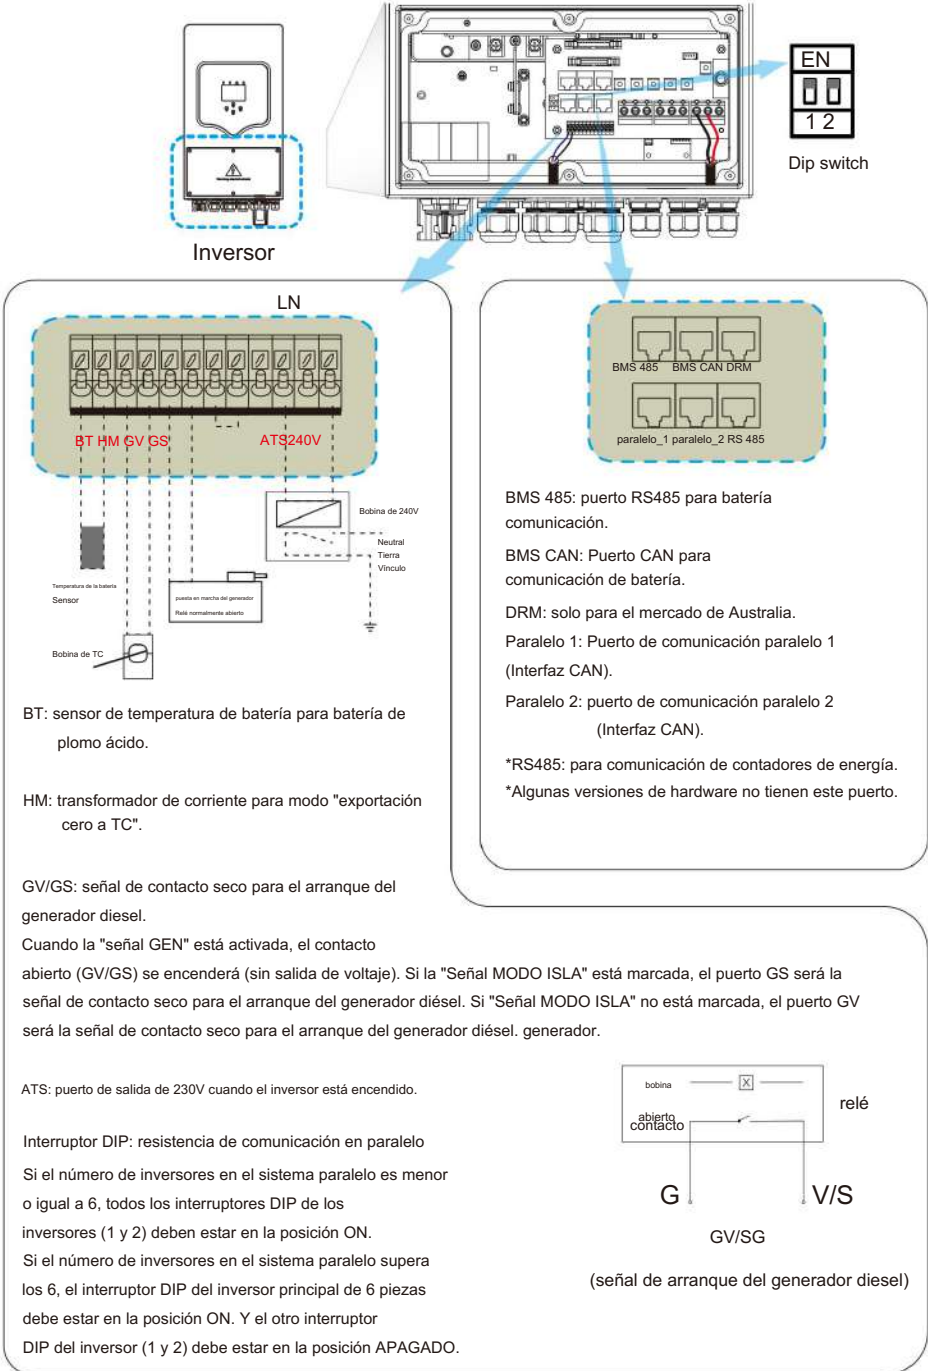 EN
1 2
Dip switch
Inversor
LN
BT HM GV GS
ATS240V
Bobina de 240V
Neutral
Tierra
Vínculo
Temperatura de la batería
Sensor
puesta en marcha del generador
Relé normalmente abierto
Bobina de TC
BMS 485 BMS CAN DRM
paralelo_1 paralelo_2 RS 485
BMS 485: puerto RS485 para batería
comunicación.
BMS CAN: Puerto CAN para
comunicación de batería.
DRM: solo para el mercado de Australia.
Paralelo 1: Puerto de comunicación paralelo 1
(Interfaz CAN).
Paralelo 2: puerto de comunicación paralelo 2
(Interfaz CAN).
*RS485: para comunicación de contadores de energía.
*Algunas versiones de hardware no tienen este puerto.
BT: sensor de temperatura de batería para batería de
plomo ácido.
HM: transformador de corriente para modo "exportación
cero a TC".
GV/GS: señal de contacto seco para el arranque del
generador diesel.
Cuando la "señal GEN" está activada, el contacto
abierto (GV/GS) se encenderá (sin salida de voltaje). Si la "Señal MODO ISLA" está marcada, el puerto GS será la
señal de contacto seco para el arranque del generador diésel. Si "Señal MODO ISLA" no está marcada, el puerto GV
será la señal de contacto seco para el arranque del generador diésel. generador.
ATS: puerto de salida de 230V cuando el inversor está encendido.
Interruptor DIP: resistencia de comunicación en paralelo
Si el número de inversores en el sistema paralelo es menor
o igual a 6, todos los interruptores DIP de los
inversores (1 y 2) deben estar en la posición ON.
Si el número de inversores en el sistema paralelo supera
los 6, el interruptor DIP del inversor principal de 6 piezas
debe estar en la posición ON. Y el otro interruptor
DIP del inversor (1 y 2) debe estar en la posición APAGADO.
bobina
X
relé
abierto
contacto
G
V/S
GV/SG
(señal de arranque del generador diesel)